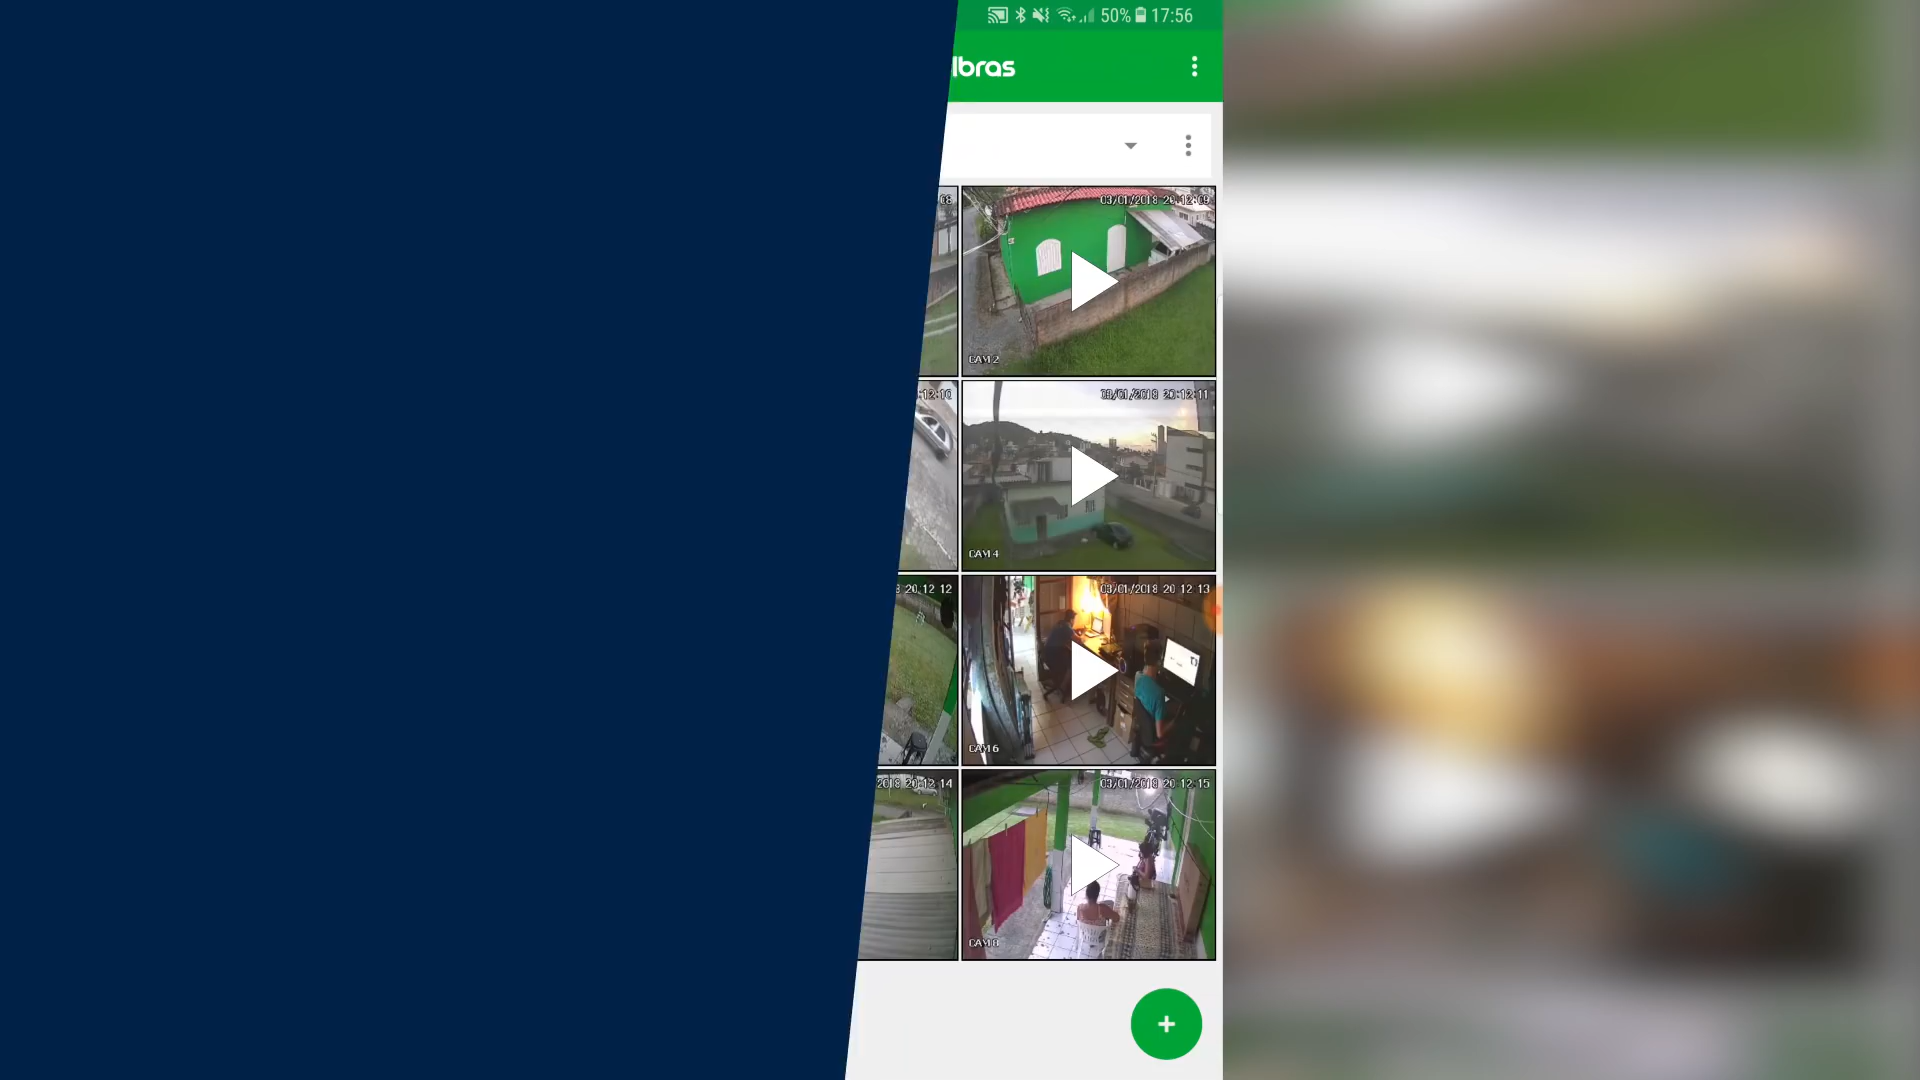 50% 17:56
lbras
08
03/01/2018 20:12:09
CAM 2
:12:10
03/01/2018 20:12:11
CAM 4
8 20:12:12
03/01/2018 20:12:13
CAM 6
2018 20:12:14
03/01/2018 20:12:15
CAM 8
+